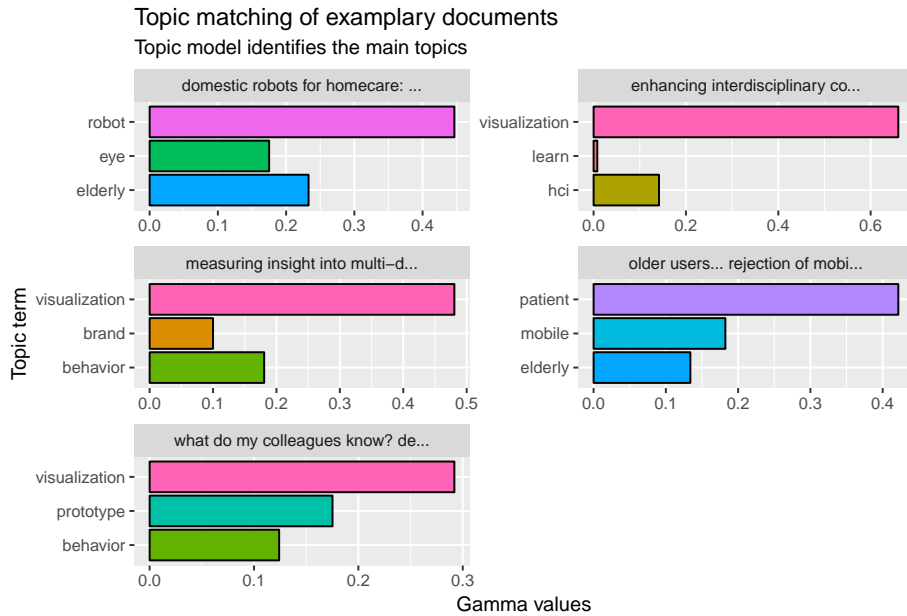 Topic matching of examplary documents
Topic model identifies the main topics
domestic robots for homecare: ...
robot
eye
elderly
0.0 0.1 0.2 0.3 0.4
enhancing interdisciplinary co...
visualization
learn
hci
0.0 0.2 0.4 0.6
measuring insight into multi−d...
visualization
brand
behavior
0.0 0.1 0.2 0.3 0.4 0.5
older users... rejection of mobi...
patient
mobile
elderly
0.0 0.1 0.2 0.3 0.4
what do my colleagues know? de...
visualization
prototype
behavior
0.0 0.1 0.2 0.3
Topic term
Gamma values